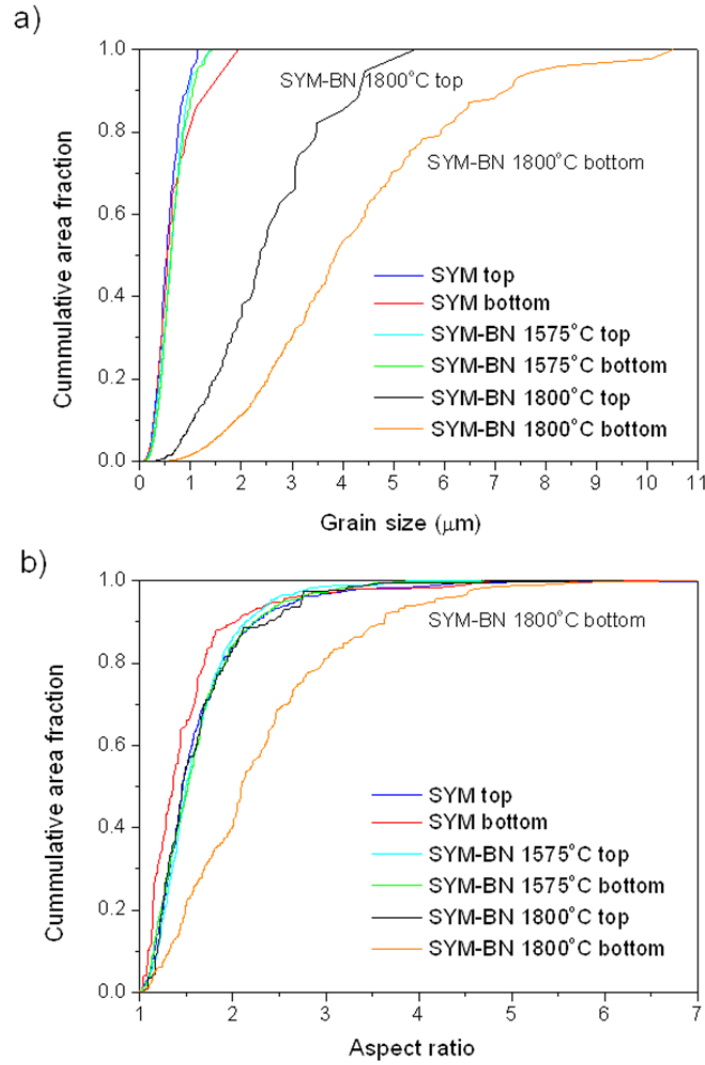 a)
1.0
0.8
0.6
0.4
0.2
0.0
Cummulative area fraction
SYM-BN 1800°C top
SYM-BN 1800°C bottom
SYM top
SYM bottom
SYM-BN 1575°C top
SYM-BN 1575°C bottom
SYM-BN 1800°C top
SYM-BN 1800°C bottom
0 1 2 3 4 5 6 7 8 9 10 11
Grain size (μm)
b)
1.0
0.8
0.6
0.4
0.2
0.0
Cummulative area fraction
SYM-BN 1800°C bottom
SYM top
SYM bottom
SYM-BN 1575°C top
SYM-BN 1575°C bottom
SYM-BN 1800°C top
SYM-BN 1800°C bottom
1 2 3 4 5 6 7
Aspect ratio